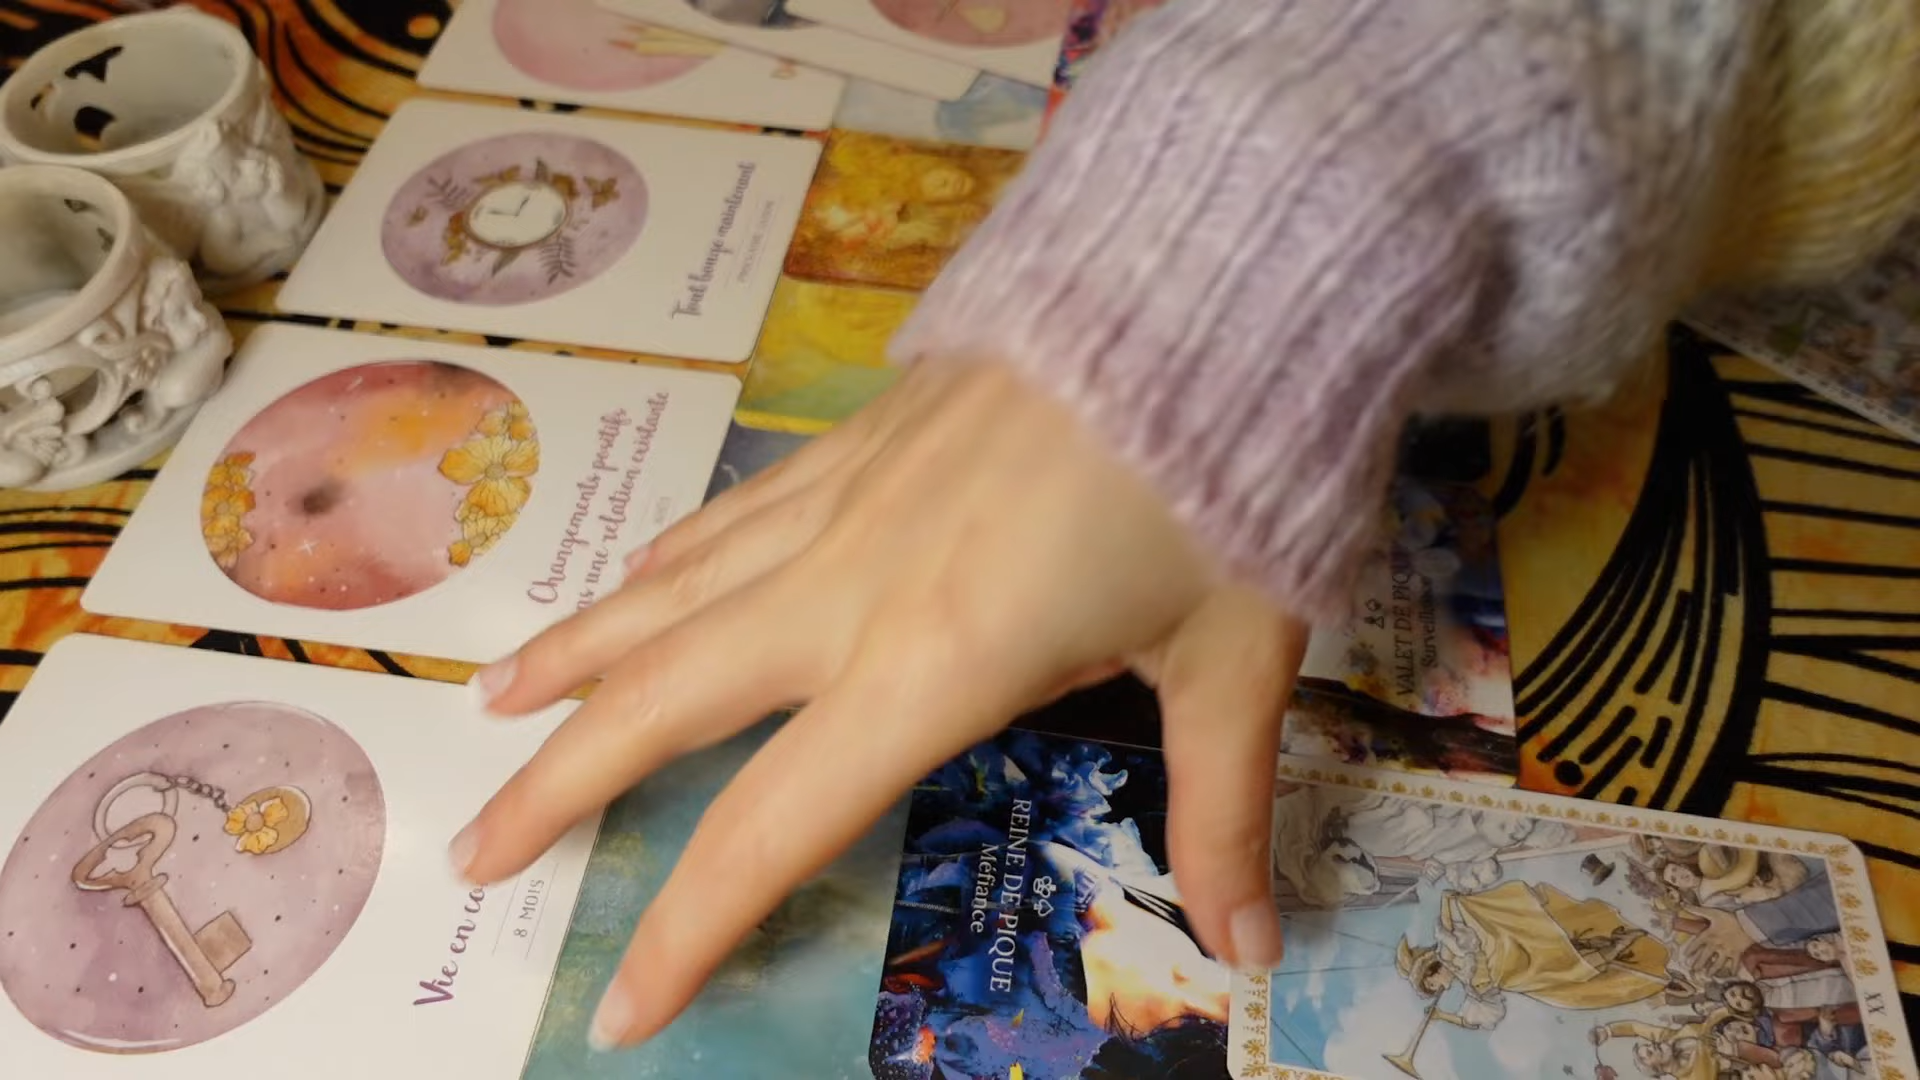 Tout bouge maintenant
Changements positifs
une relation existante
Vie en
8 MOIS
REINE DE PIQUE
Méfiance
VALET DE PIQUE
Surveillance
XX